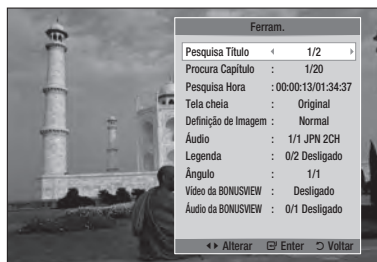 Ferram.
Pesquisa Título ◂ 1/2 ▸
Procura Capítulo : 1/20
Pesquisa Hora : 00:00:13/01:34:37
Tela cheia : Original
Definição de Imagem : Normal
Áudio : 1/1 JPN 2CH
Legenda : 0/2 Desligado
Ângulo : 1/1
Vídeo da BONUSVIEW : Desligado
Áudio da BONUSVIEW : 0/1 Desligado
◂▸ Alterar Enter Voltar